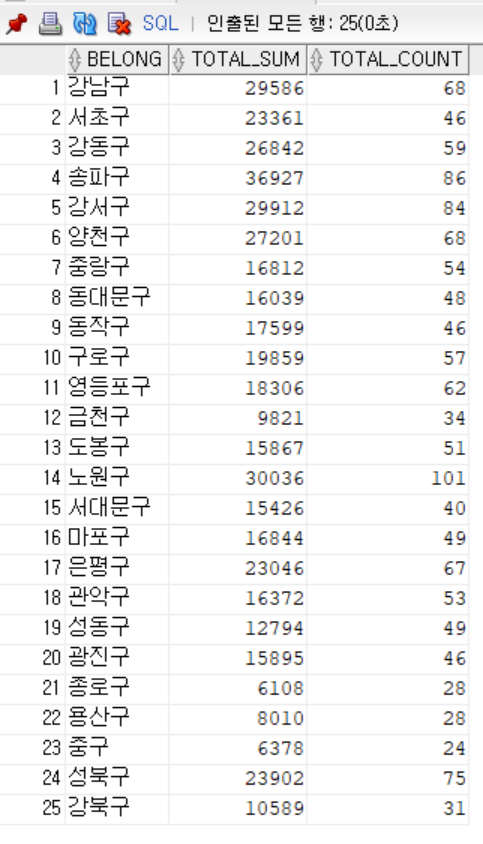 SQL | 인출된 모든 행: 25(0초)
BELONG TOTAL_SUM TOTAL_COUNT
1 강남구 29586 68
2 서초구 23361 46
3 강동구 26842 59
4 송파구 36927 86
5 강서구 29912 84
6 양천구 27201 68
7 중랑구 16812 54
8 동대문구 16039 48
9 동작구 17599 46
10 구로구 19859 57
11 영등포구 18306 62
12 금천구 9821 34
13 도봉구 15867 51
14 노원구 30036 101
15 서대문구 15426 40
16 마포구 16844 49
17 은평구 23046 67
18 관악구 16372 53
19 성동구 12794 49
20 광진구 15895 46
21 종로구 6108 28
22 용산구 8010 28
23 중구 6378 24
24 성북구 23902 75
25 강북구 10589 31